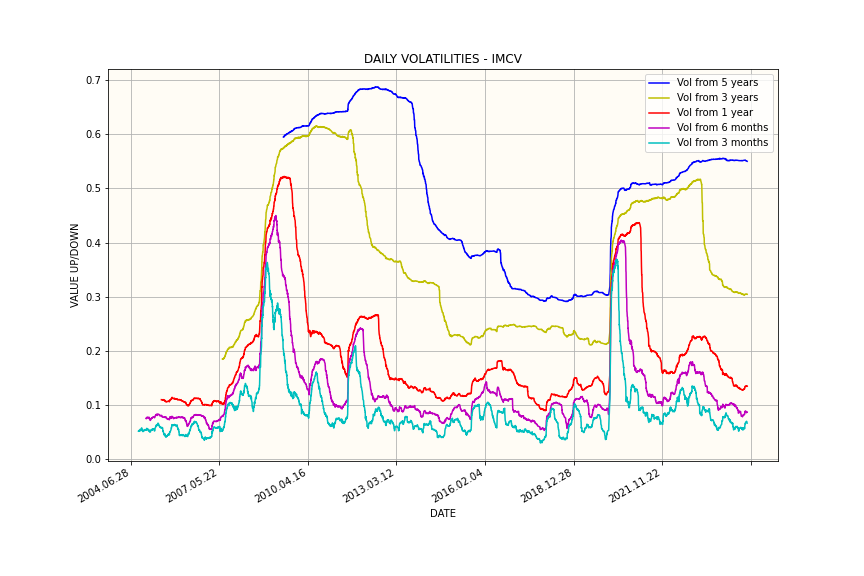 DAILY VOLATILITIES - IMCV
Vol from 5 years
Vol from 3 years
Vol from 1 year
Vol from 6 months
Vol from 3 months
VALUE UP/DOWN
0.7
0.6
0.5
0.4
0.3
0.2
0.1
0.0
2004.06.28
2007.05.22
2010.04.16
2013.03.12
2016.02.04
2018.12.28
2021.11.22
DATE